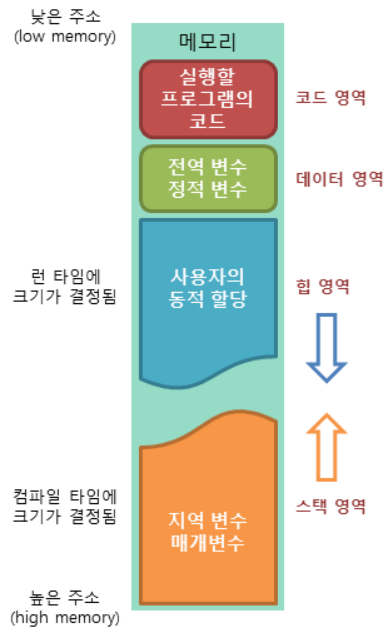 낮은 주소
(low memory)
메모리
실행할
프로그램의
코드
코드 영역
전역 변수
정적 변수
데이터 영역
런 타임에
크기가 결정됨
사용자의
동적 할당
힙 영역
컴파일 타임에
크기가 결정됨
지역 변수
매개변수
스택 영역
높은 주소
(high memory)